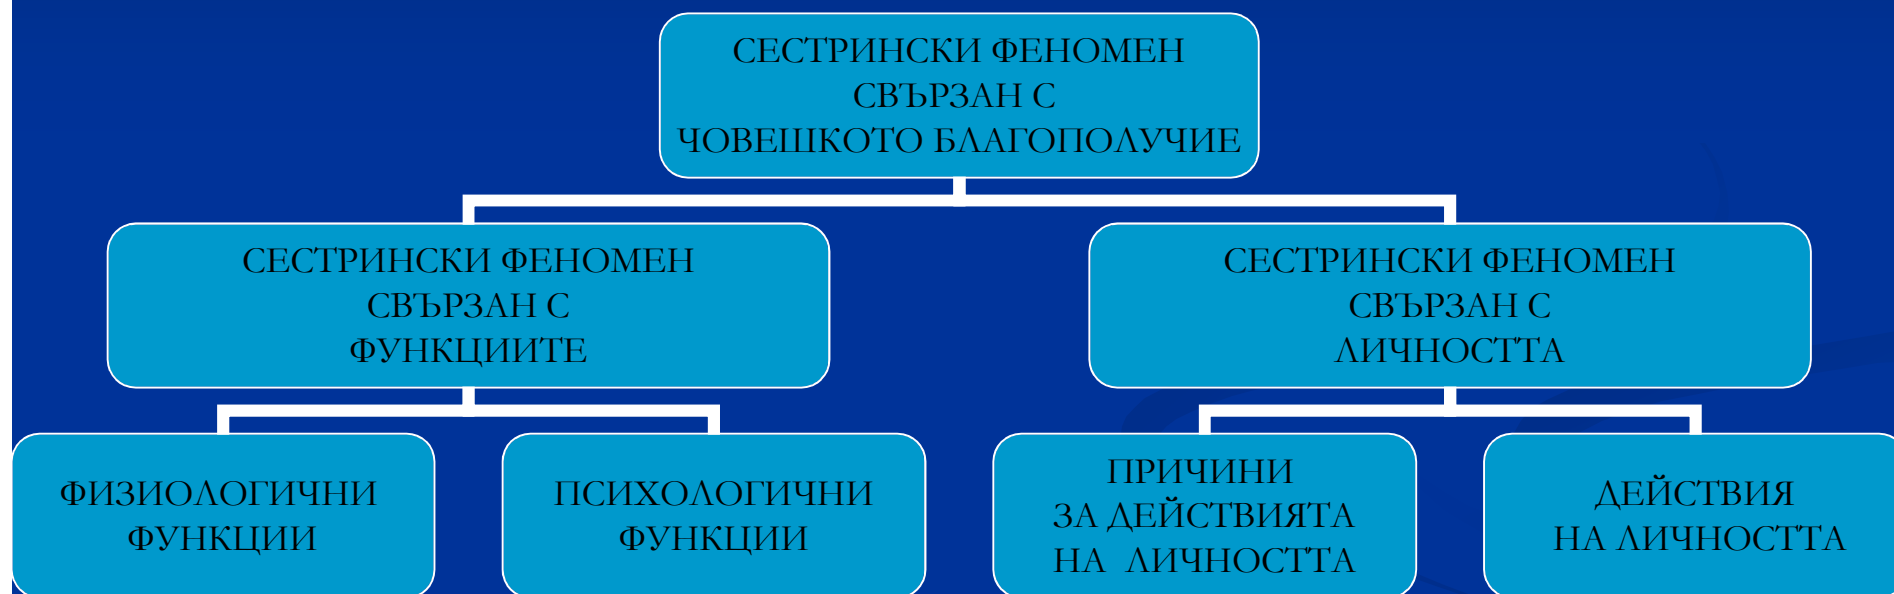 СЕСТРИНСКИ ФЕНОМЕН
СВЪРЗАН С
ЧОВЕШКОТО БЛАГОПОЛУЧИЕ
СЕСТРИНСКИ ФЕНОМЕН
СВЪРЗАН С
ФУНКЦИИТЕ
СЕСТРИНСКИ ФЕНОМЕН
СВЪРЗАН С
ЛИЧНОСТТА
ФИЗИОЛОГИЧНИ
ФУНКЦИИ
ПСИХОЛОГИЧНИ
ФУНКЦИИ
ПРИЧИНИ
ЗА ДЕЙСТВИЯТА
НА ЛИЧНОСТТА
ДЕЙСТВИЯ
НА ЛИЧНОСТТА